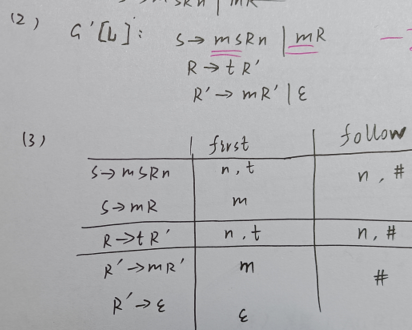 (2) G'[L]: S→msRn | mR
R→tR'
R'→mR' | ε
(3) first follow
S→mSRn n,t n,#
S→mR m
R→tR' n,t n,#
R'→mR' m #
R'→ε ε